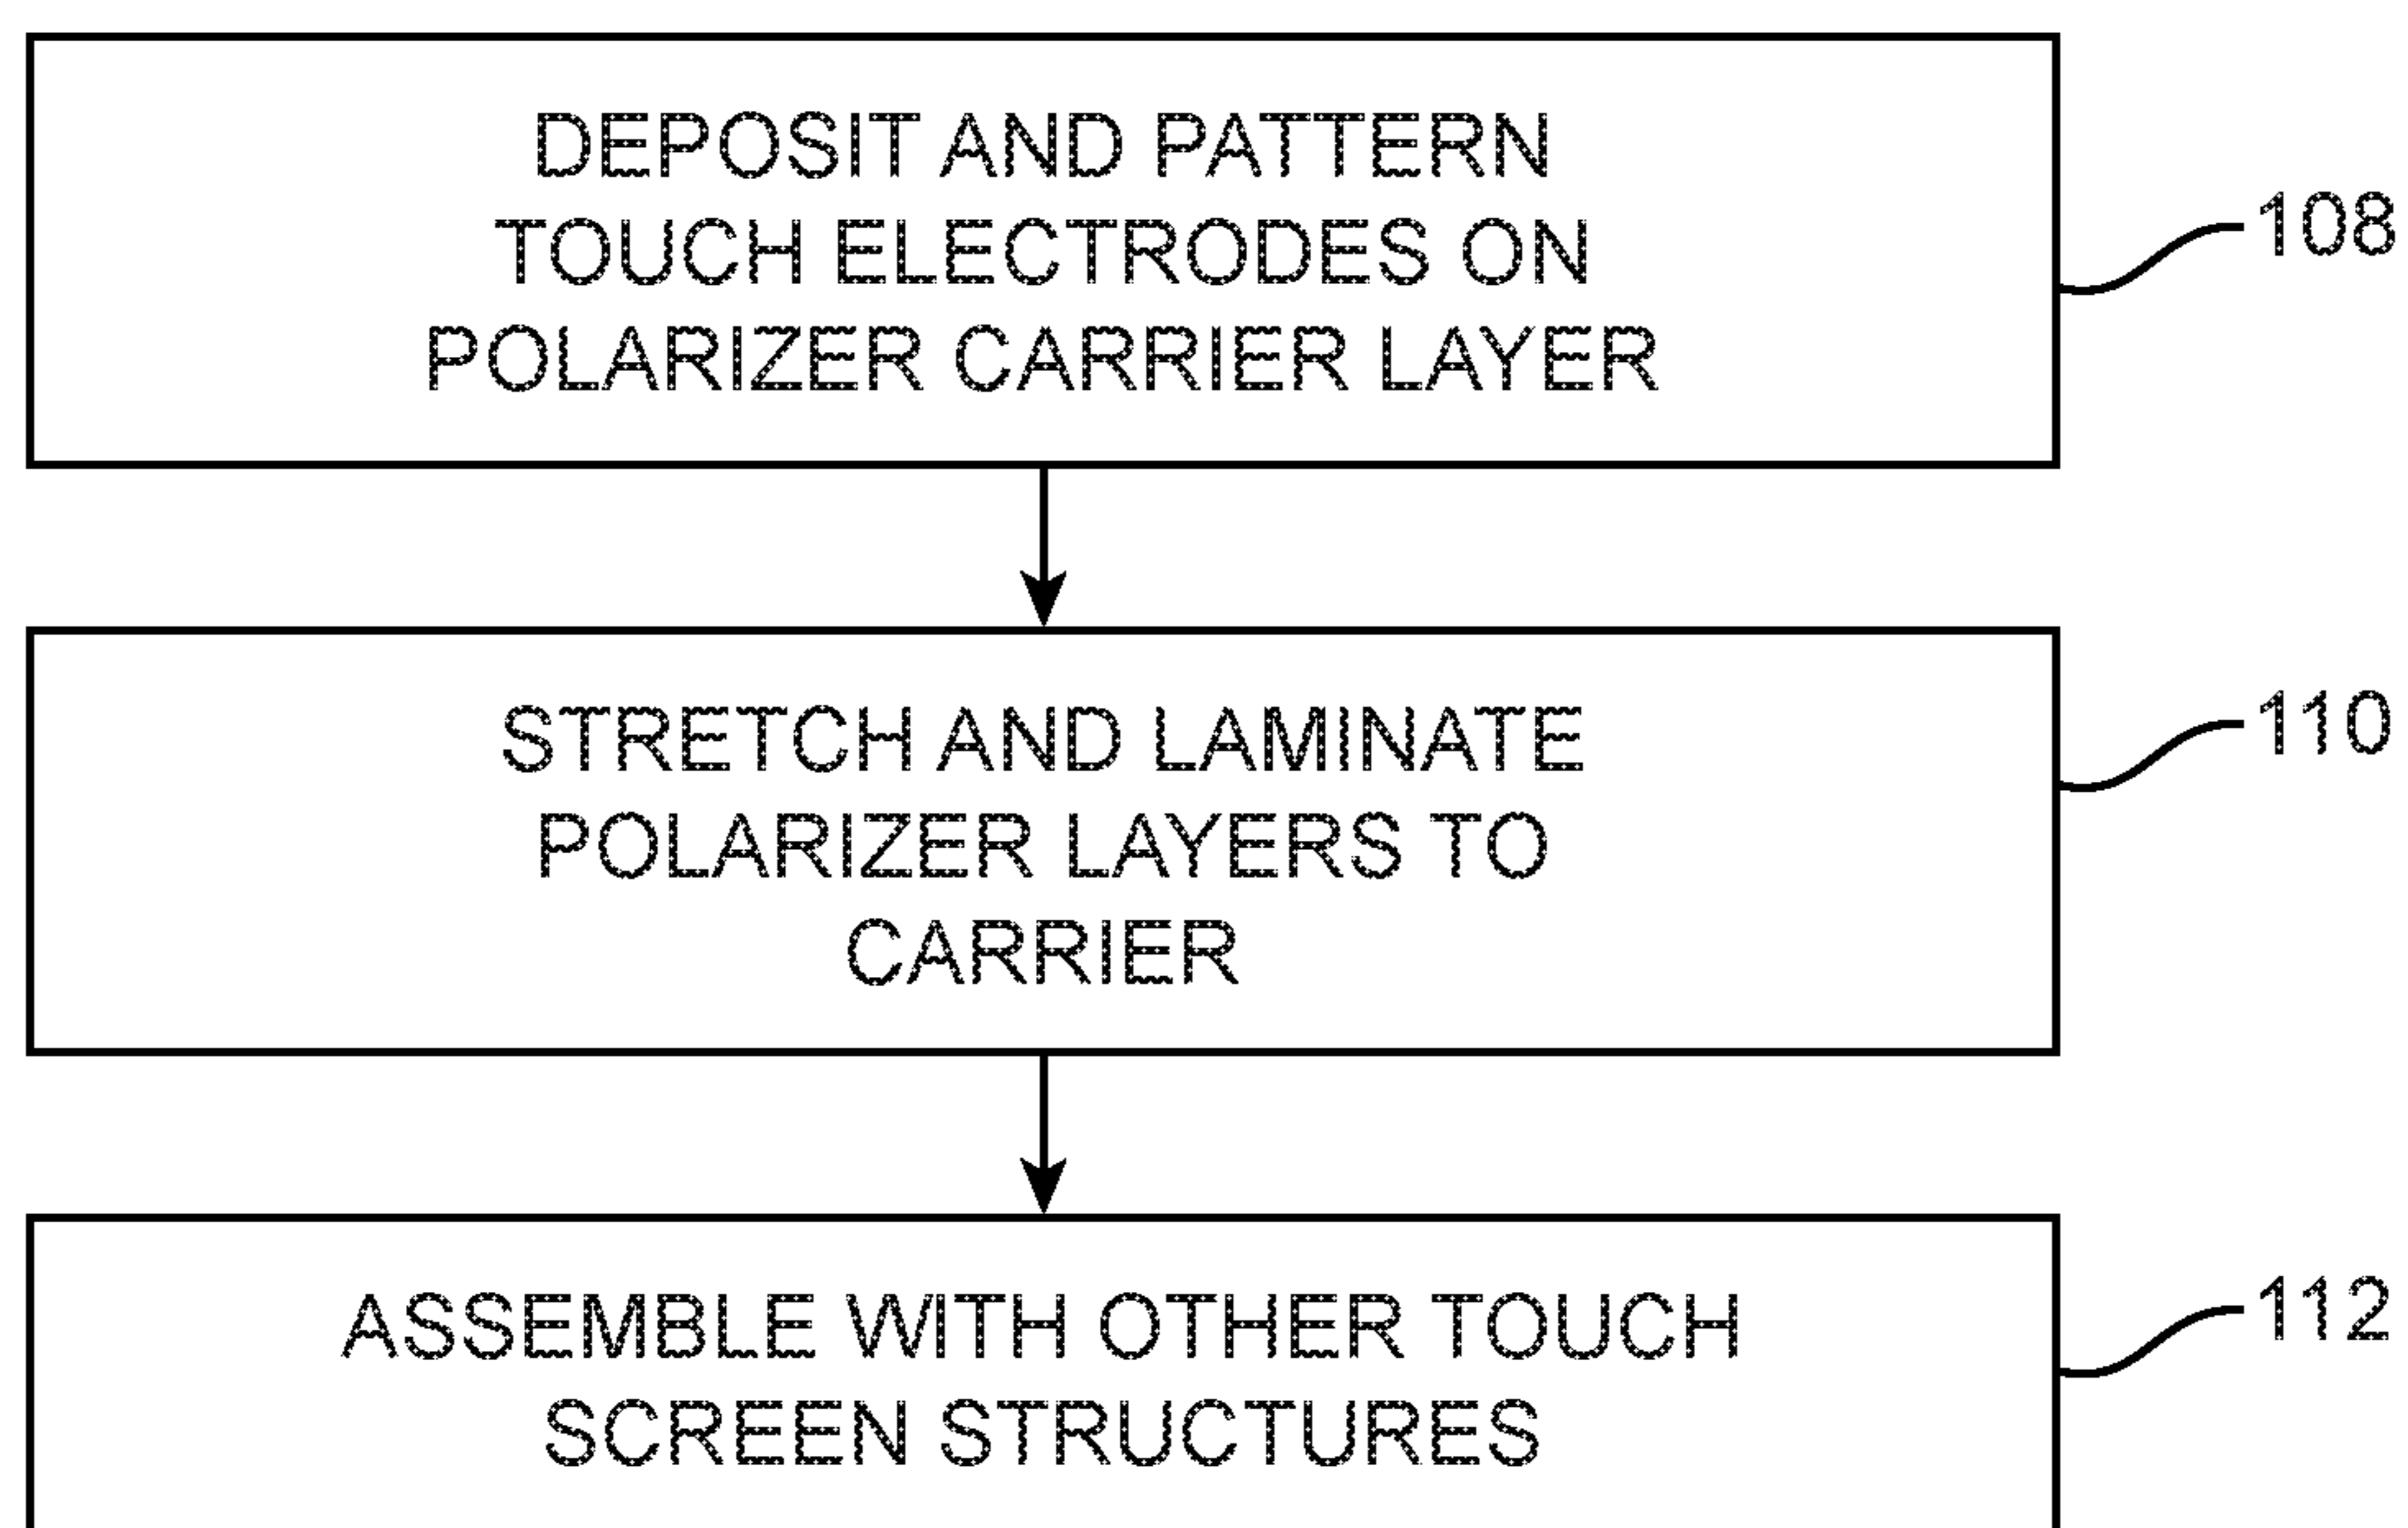 DEPOSIT AND PATTERN
TOUCH ELECTRODES ON
POLARIZER CARRIER LAYER
108
STRETCH AND LAMINATE
POLARIZER LAYERS TO
CARRIER
110
ASSEMBLE WITH OTHER TOUCH
SCREEN STRUCTURES
112